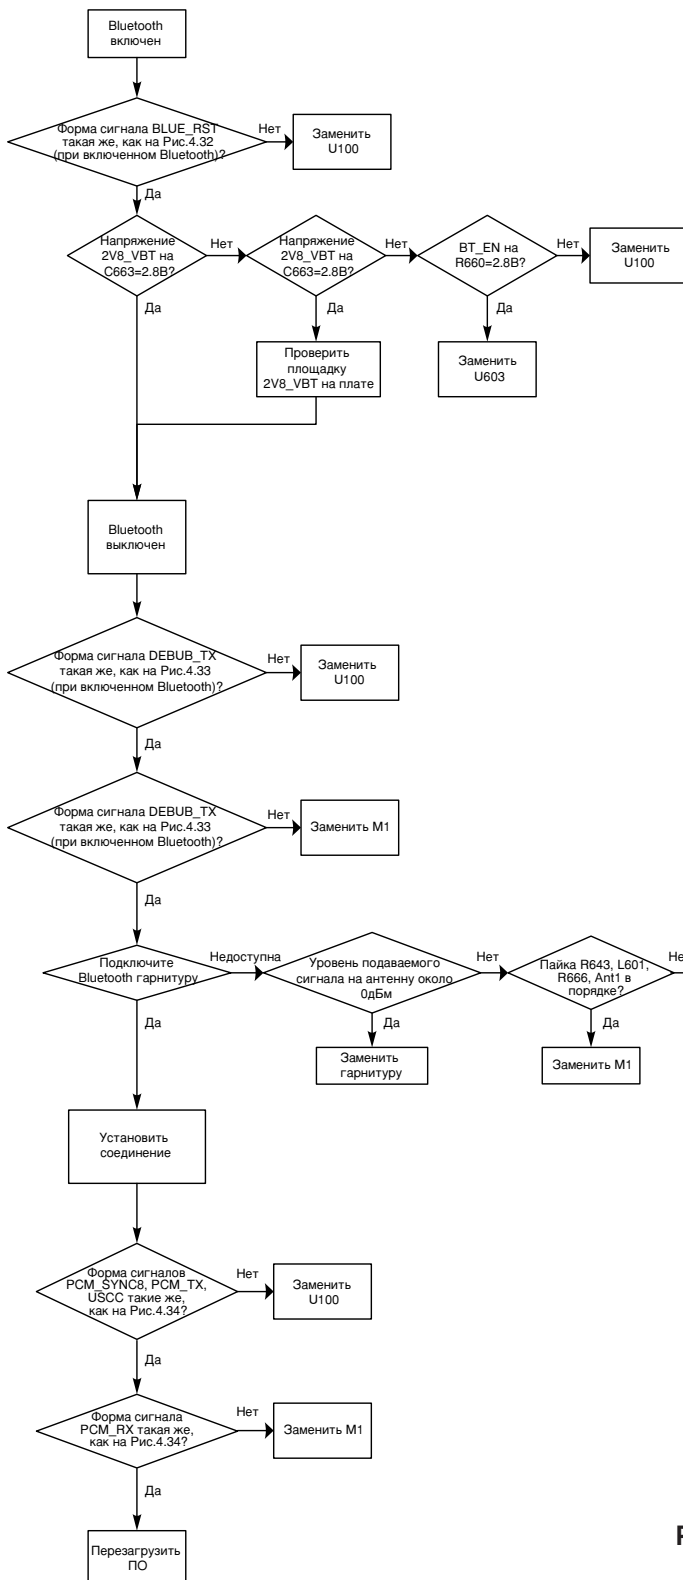 Bluetooth
включен
Форма сигнала BLUE_RST
такая же, как на Рис.4.32
(при включенном Bluetooth)?
Нет
Заменить
U100
Да
Напряжение
2V8_VBT на
C663=2.8В?
Нет
Напряжение
2V8_VBT на
C663=2.8В?
Нет
BT_EN на
R660=2.8В?
Нет
Заменить
U100
Да
Да
Да
Проверить
площадку
2V8_VBT на плате
Заменить
U603
Bluetooth
выключен
Форма сигнала DEBUB_TX
такая же, как на Рис.4.33
(при включенном Bluetooth)?
Нет
Заменить
U100
Да
Форма сигнала DEBUB_TX
такая же, как на Рис.4.33
(при включенном Bluetooth)?
Нет
Заменить M1
Да
Подключите
Bluetooth гарнитуру
Недоступна
Уровень подаваемого
сигнала на антенну около
0дБм
Нет
Пайка R643, L601,
R666, Ant1 в
порядке?
Не
Да
Да
Да
Заменить
гарнитуру
Заменить M1
Установить
соединение
Форма сигналов
PCM_SYNC8, PCM_TX,
USCC такие же,
как на Рис.4.34?
Нет
Заменить
U100
Да
Форма сигнала
PCM_RX такая же,
как на Рис.4.34?
Нет
Заменить M1
Да
Перезагрузить
ПО